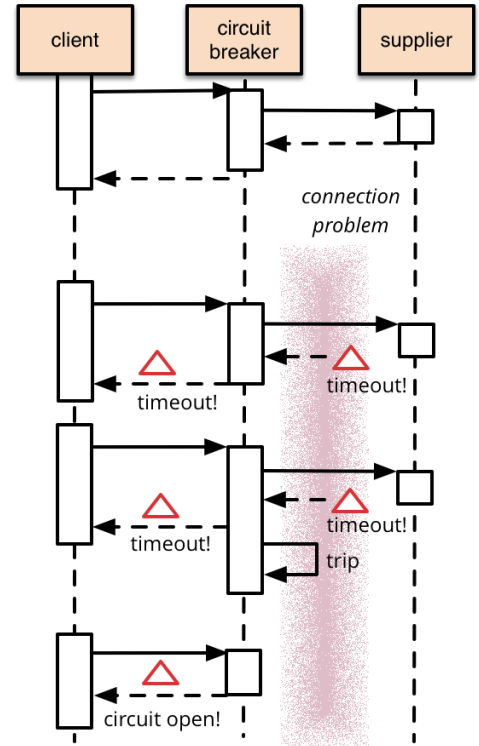 client
circuit
breaker
supplier
connection
problem
timeout!
timeout!
timeout!
timeout!
trip
circuit open!